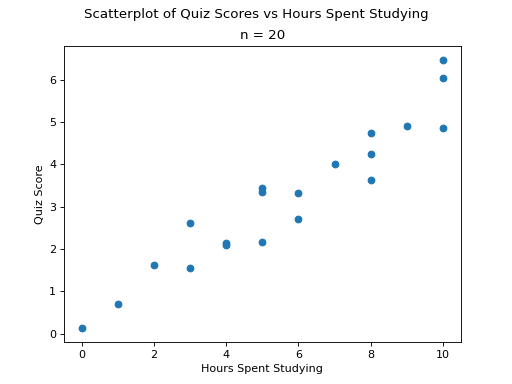 Scatterplot of Quiz Scores vs Hours Spent Studying
n = 20
6
5
4
3
2
1
0
Quiz Score
0 2 4 6 8 10
Hours Spent Studying